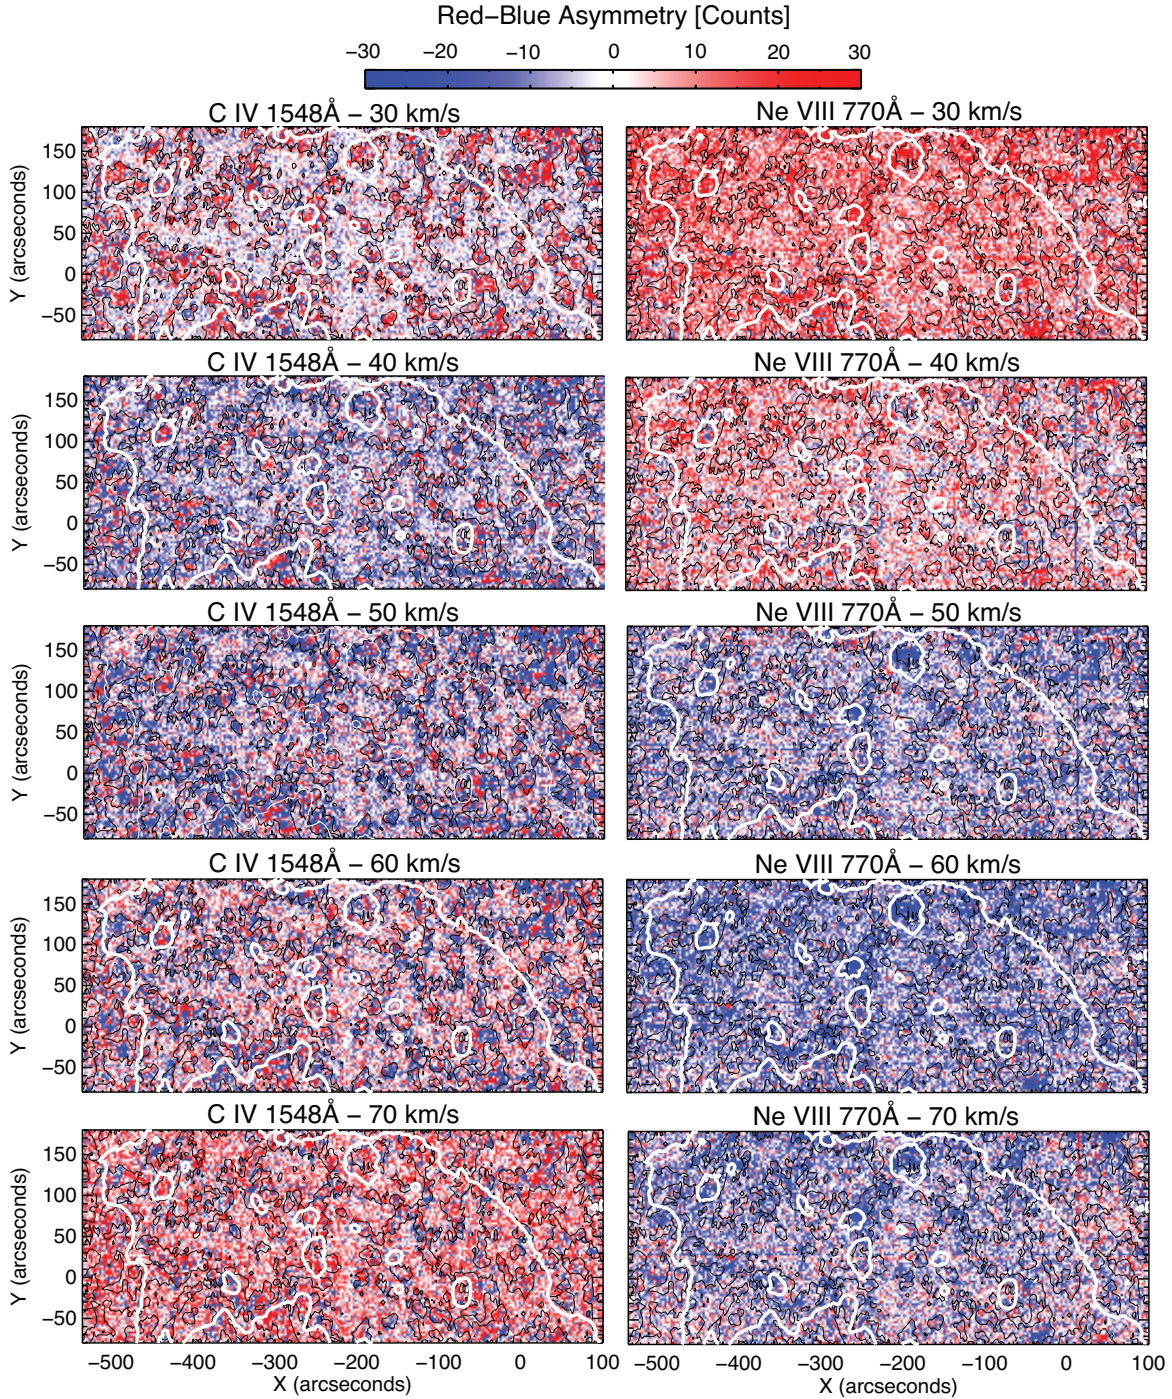 Red−Blue Asymmetry [Counts]
−30 −20 −10 0 10 20 30
C IV 1548Å − 30 km/s
Ne VIII 770Å − 30 km/s
150
100
50
0
−50
Y (arcseconds)
C IV 1548Å − 40 km/s
Ne VIII 770Å − 40 km/s
150
100
50
0
−50
Y (arcseconds)
C IV 1548Å − 50 km/s
Ne VIII 770Å − 50 km/s
150
100
50
0
−50
Y (arcseconds)
C IV 1548Å − 60 km/s
Ne VIII 770Å − 60 km/s
150
100
50
0
−50
Y (arcseconds)
C IV 1548Å − 70 km/s
Ne VIII 770Å − 70 km/s
150
100
50
0
−50
Y (arcseconds)
−500 −400 −300 −200 −100 0 100
−500 −400 −300 −200 −100 0 100
X (arcseconds)
X (arcseconds)